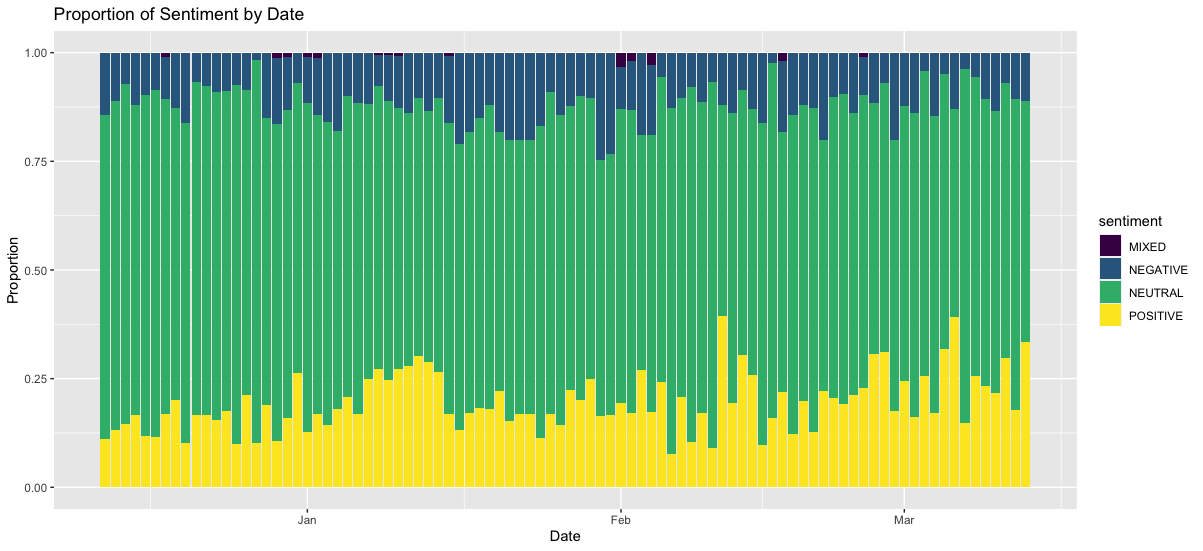 Proportion of Sentiment by Date
1.00
0.75
0.50
0.25
0.00
Proportion
Jan
Feb
Mar
Date
sentiment
MIXED
NEGATIVE
NEUTRAL
POSITIVE